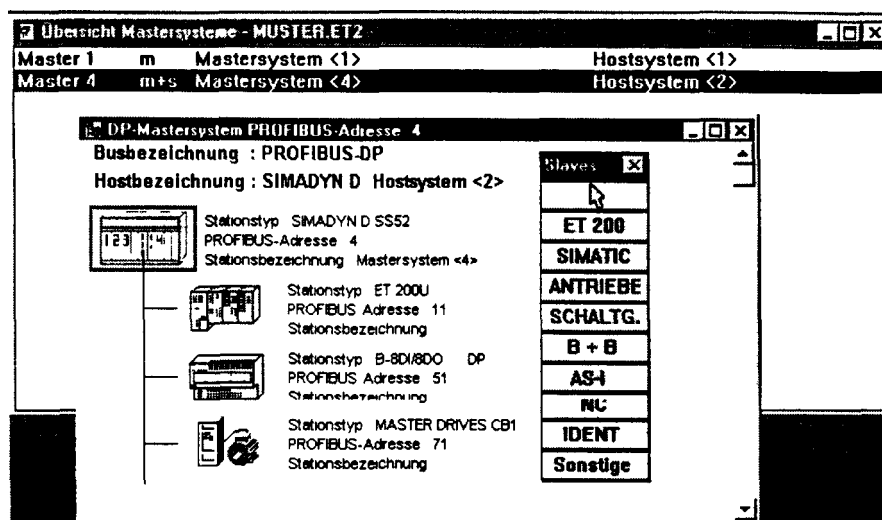 Übersicht Mastersysteme - MUSTER.ET2
Master 1 m Mastersystem <1> Hostsystem <1>
Master 4 m+s Mastersystem <4> Hostsystem <2>
DP-Mastersystem PROFIBUS-Adresse 4
Busbezeichnung : PROFIBUS-DP
Hostbezeichnung : SIMADYN D Hostsystem <2>
Stationstyp SIMADYN D SS52
PROFIBUS-Adresse 4
Stationsbezeichnung Mastersystem <4>
Stationstyp ET 200U
PROFIBUS Adresse 11
Stationsbezeichnung
Stationstyp B-8DI/8DO DP
PROFIBUS Adresse 51
Stationsbezeichnung
Stationstyp MASTER DRIVES CB1
PROFIBUS-Adresse 71
Stationsbezeichnung
Slaves
ET 200
SIMATIC
ANTRIEBE
SCHALTG.
B + B
AS-I
NC
IDENT
Sonstige